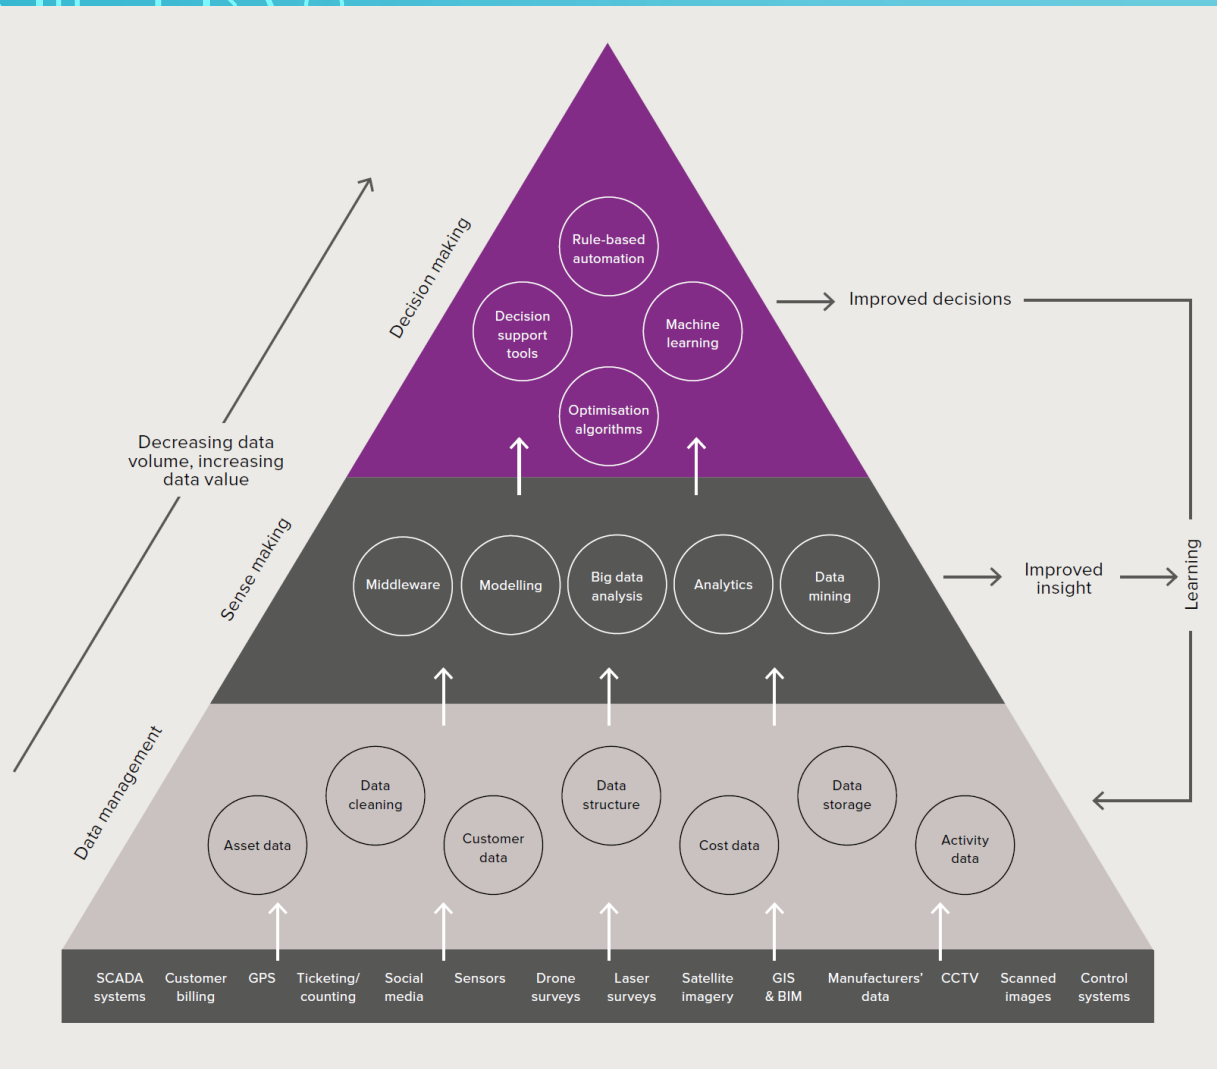 Rule-based
automation
Decision making
Decision
support
tools
Machine
learning
Improved decisions
Optimisation
algorithms
Decreasing data
volume, increasing
data value
Sense making
Middleware
Modelling
Big data
analysis
Analytics
Data
mining
Improved
insight
Learning
Data management
Data
cleaning
Data
structure
Data
storage
Asset data
Customer
data
Cost data
Activity
data
SCADA
systems
Customer
billing
GPS
Ticketing/
counting
Social
media
Sensors
Drone
surveys
Laser
surveys
Satellite
imagery
GIS
& BIM
Manufacturers’
data
CCTV
Scanned
images
Control
systems